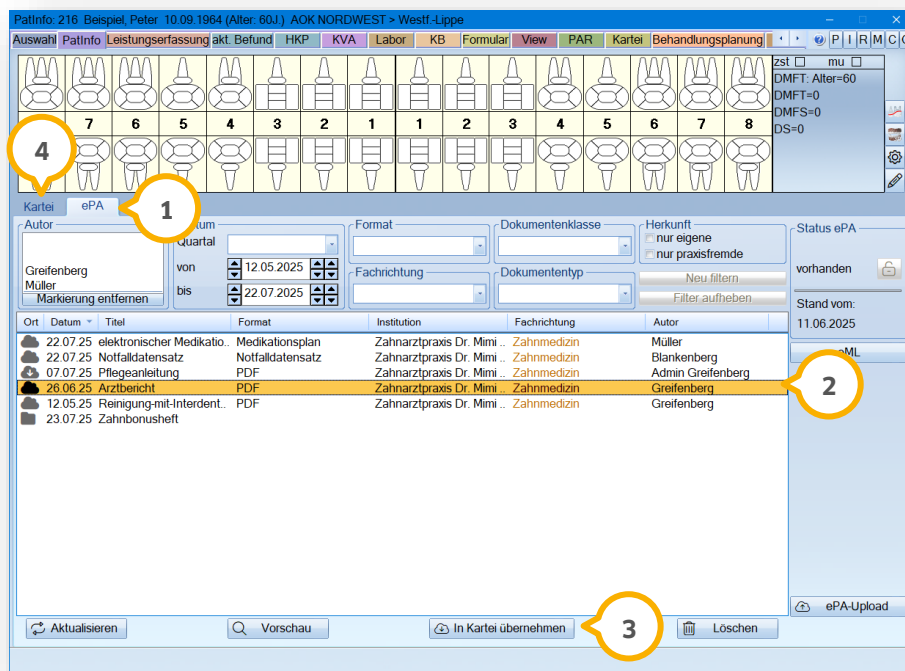 PatInfo: 216 Beispiel, Peter 10.09.1964 (Alter: 60J.) AOK NORDWEST > Westf.-Lippe
Auswahl PatInfo Leistungserfassung akt. Befund HKP KVA Labor KB Formular View PAR Kartei Behandlungsplanung P I R M C
zst mu
DMFT: Alter=60
DMFT=0
DMFS=0
DS=0
7 6 5 4 3 2 1 1 2 3 4 5 6 7 8
4
Kartei ePA
1
Autor
Greifenberg
Müller
Markierung entfernen
Quartal
von 12.05.2025
bis 22.07.2025
Format
Fachrichtung
Dokumentenklasse
Dokumententyp
Herkunft
nur eigene
nur praxisfremde
Neu filtern
Filter aufheben
Status ePA
vorhanden
Stand vom:
11.06.2025
Ort Datum Titel Format Institution Fachrichtung Autor
22.07.25 elektronischer Medikatio.. Medikationsplan Zahnarztpraxis Dr. Mimi .. Zahnmedizin Müller
22.07.25 Notfalldatensatz Notfalldatensatz Zahnarztpraxis Dr. Mimi .. Zahnmedizin Blankenberg
07.07.25 Pflegeanleitung PDF Zahnarztpraxis Dr. Mimi .. Zahnmedizin Admin Greifenberg
26.06.25 Arztbericht PDF Zahnarztpraxis Dr. Mimi .. Zahnmedizin Greifenberg
12.05.25 Reinigung-mit-Interdent.. PDF Zahnarztpraxis Dr. Mimi .. Zahnmedizin Greifenberg
23.07.25 Zahnbonusheft
2
ePA-Upload
Aktualisieren Vorschau In Kartei übernehmen 3 Löschen